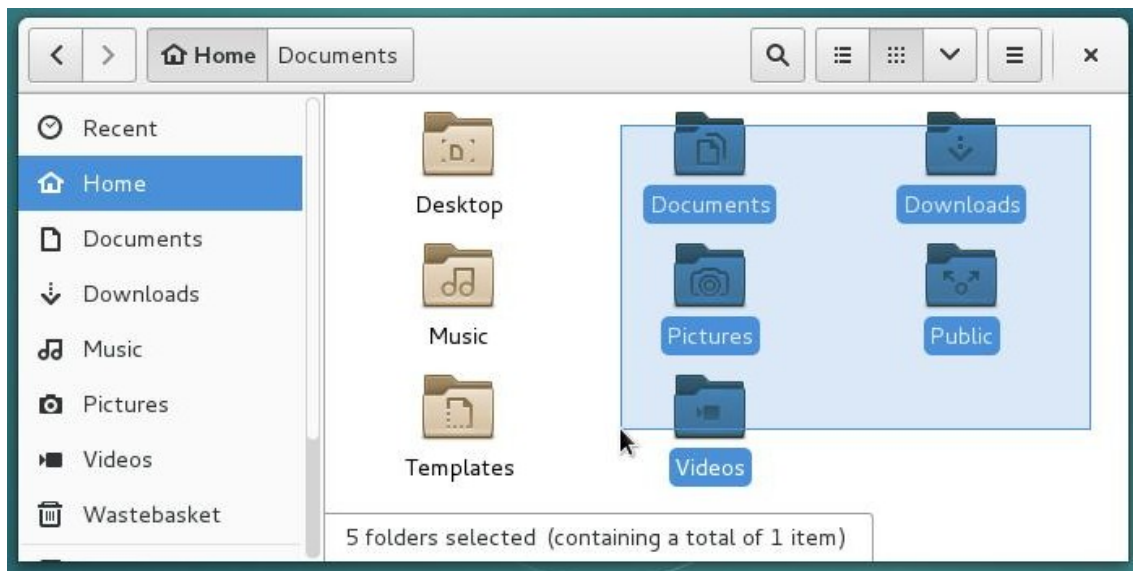 Home Documents
Recent
Home
Documents
Downloads
Music
Pictures
Videos
Wastebasket
Desktop Documents Downloads
Music Pictures Public
Templates Videos
5 folders selected (containing a total of 1 item)